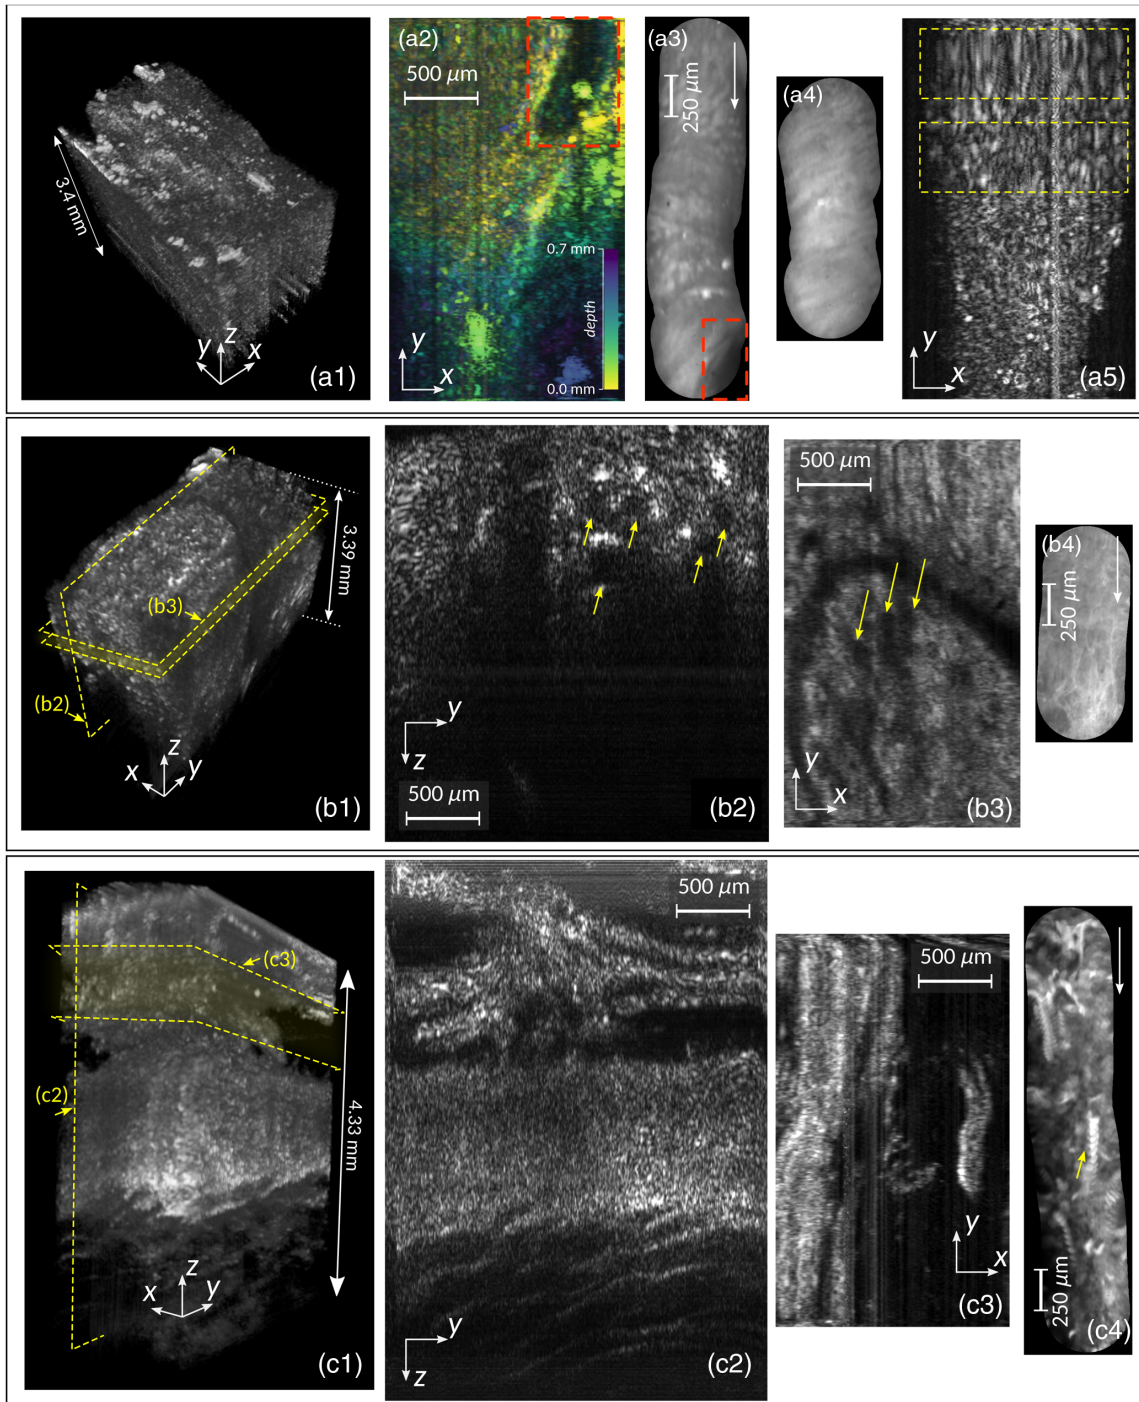 3.4 mm
y
z
x
(a1)
(a2)
500 µm
0.7 mm
depth
0.0 mm
y
x
(a3)
250 µm
(a4)
y
x
(a5)
3.39 mm
(b3)
(b2)
x
z
y
(b1)
y
z
500 µm
(b2)
500 µm
y
x
(b3)
(b4)
250 µm
(c3)
(c2)
4.33 mm
x
z
y
(c1)
500 µm
y
z
(c2)
500 µm
y
x
(c3)
250 µm
(c4)